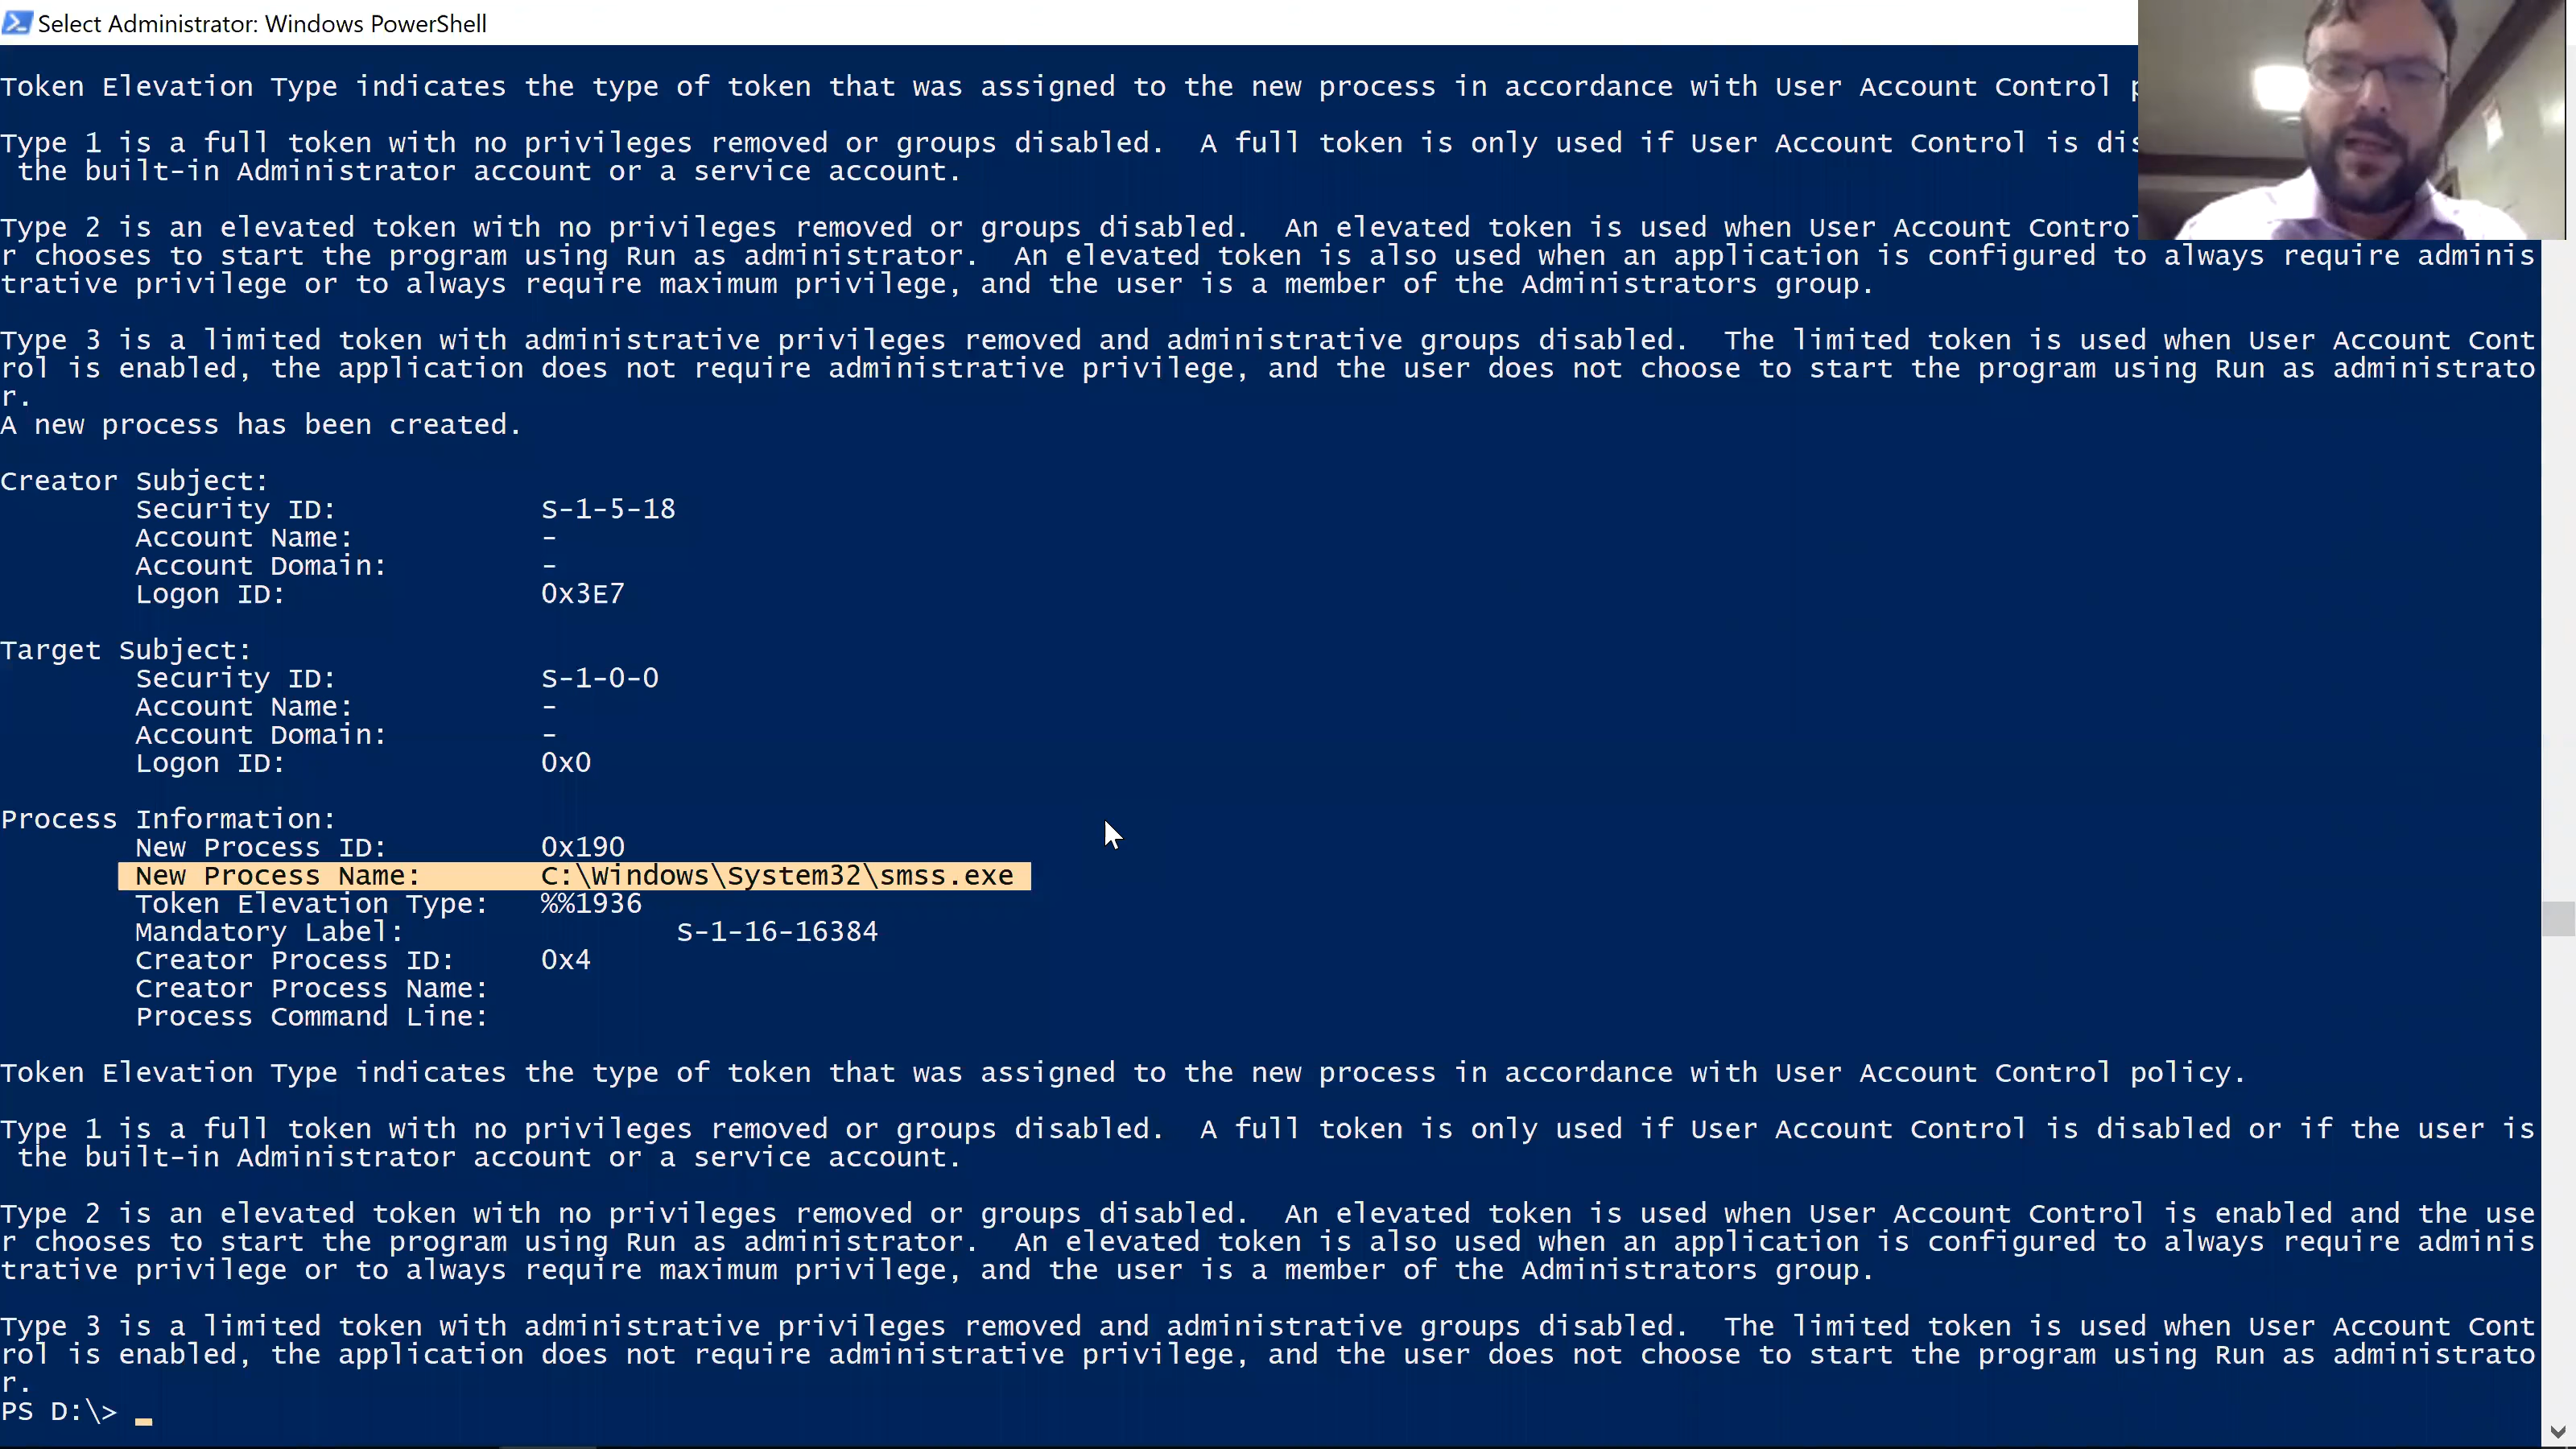 Select Administrator: Windows PowerShell
Token Elevation Type indicates the type of token that was assigned to the new process in accordance with User Account Control
Type 1 is a full token with no privileges removed or groups disabled.  A full token is only used if User Account Control is
 the built-in Administrator account or a service account.
Type 2 is an elevated token with no privileges removed or groups disabled.  An elevated token is used when User Account
r chooses to start the program using Run as administrator.  An elevated token is also used when an application is configured to always require adminis
trative privilege or to always require maximum privilege, and the user is a member of the Administrators group.
Type 3 is a limited token with administrative privileges removed and administrative groups disabled.  The limited token is used when User Account Cont
rol is enabled, the application does not require administrative privilege, and the user does not choose to start the program using Run as administrato
r.
A new process has been created.
Creator Subject:
Security ID: S-1-5-18
Account Name: -
Account Domain: -
Logon ID: 0x3E7
Target Subject:
Security ID: S-1-0-0
Account Name: -
Account Domain: -
Logon ID: 0x0
Process Information:
New Process ID: 0x190
New Process Name: C:\Windows\System32\smss.exe
Token Elevation Type: %%1936
Mandatory Label: S-1-16-16384
Creator Process ID: 0x4
Creator Process Name:
Process Command Line:
Token Elevation Type indicates the type of token that was assigned to the new process in accordance with User Account Control policy.
Type 1 is a full token with no privileges removed or groups disabled.  A full token is only used if User Account Control is disabled or if the user is
 the built-in Administrator account or a service account.
Type 2 is an elevated token with no privileges removed or groups disabled.  An elevated token is used when User Account Control is enabled and the use
r chooses to start the program using Run as administrator.  An elevated token is also used when an application is configured to always require adminis
trative privilege or to always require maximum privilege, and the user is a member of the Administrators group.
Type 3 is a limited token with administrative privileges removed and administrative groups disabled.  The limited token is used when User Account Cont
rol is enabled, the application does not require administrative privilege, and the user does not choose to start the program using Run as administrato
r.
PS D:\>